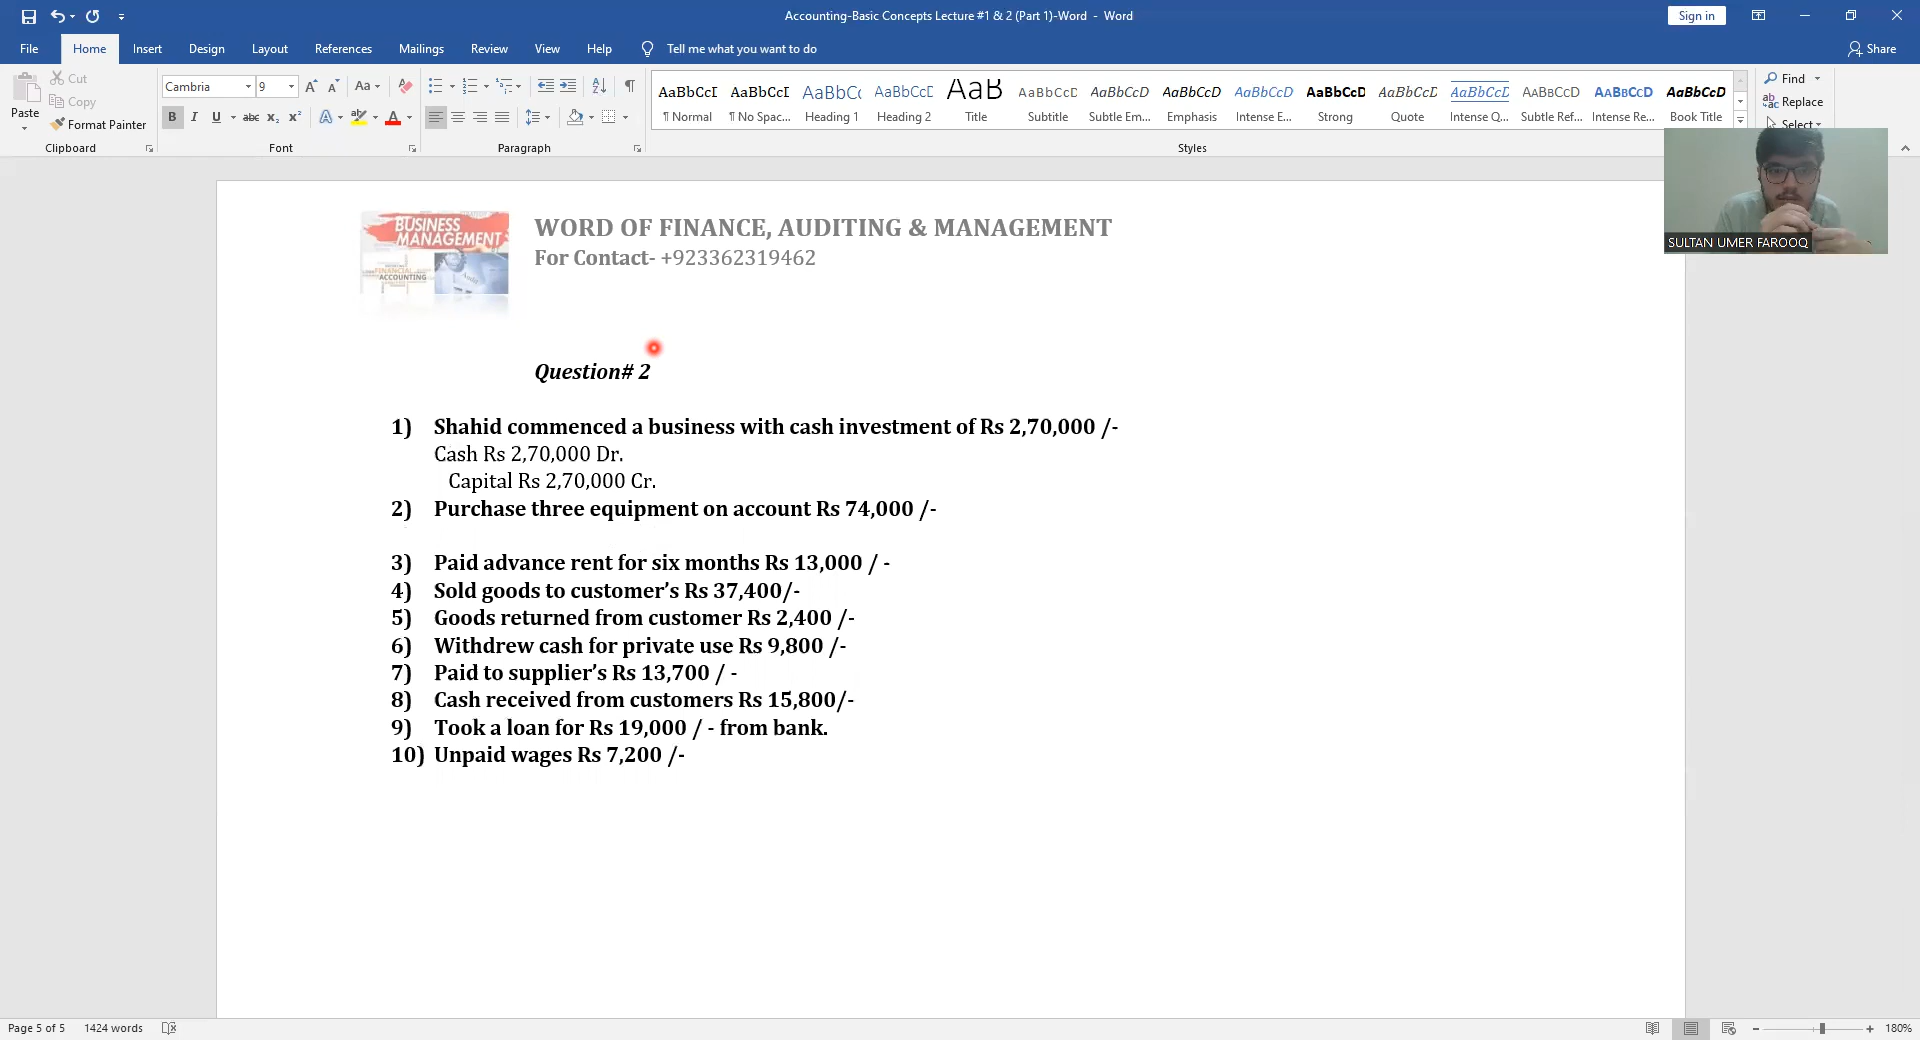 Accounting-Basic Concepts Lecture #1 & 2 (Part 1)-Word - Word
Sign in
File Home Insert Design Layout References Mailings Review View Help Tell me what you want to do
Share
Paste
Cut
Copy
Format Painter
Clipboard
Cambria 9
Font
Paragraph
AaBbCcI AaBbCcI AaBbC AaBbCcD AaB AaBbCcD AaBbCcD AaBbCcD AaBbCcD AaBbCcD AaBbCcD AaBbCcD AABBCCD AABBCCD AaBbCcD
¶ Normal ¶ No Spac... Heading 1 Heading 2 Title Subtitle Subtle Em... Emphasis Intense E... Strong Quote Intense Q... Subtle Ref... Intense Re... Book Title
Styles
Find
Replace
Select
SULTAN UMER FAROOQ
BUSINESS
MANAGEMENT
FINANCIAL
ACCOUNTING
Audit
WORD OF FINANCE, AUDITING & MANAGEMENT
For Contact- +923362319462
Question# 2
1) Shahid commenced a business with cash investment of Rs 2,70,000 /-
Cash Rs 2,70,000 Dr.
Capital Rs 2,70,000 Cr.
2) Purchase three equipment on account Rs 74,000 /-
3) Paid advance rent for six months Rs 13,000 / -
4) Sold goods to customer’s Rs 37,400/-
5) Goods returned from customer Rs 2,400 /-
6) Withdrew cash for private use Rs 9,800 /-
7) Paid to supplier’s Rs 13,700 / -
8) Cash received from customers Rs 15,800/-
9) Took a loan for Rs 19,000 / - from bank.
10) Unpaid wages Rs 7,200 /-
Page 5 of 5 1424 words
180%